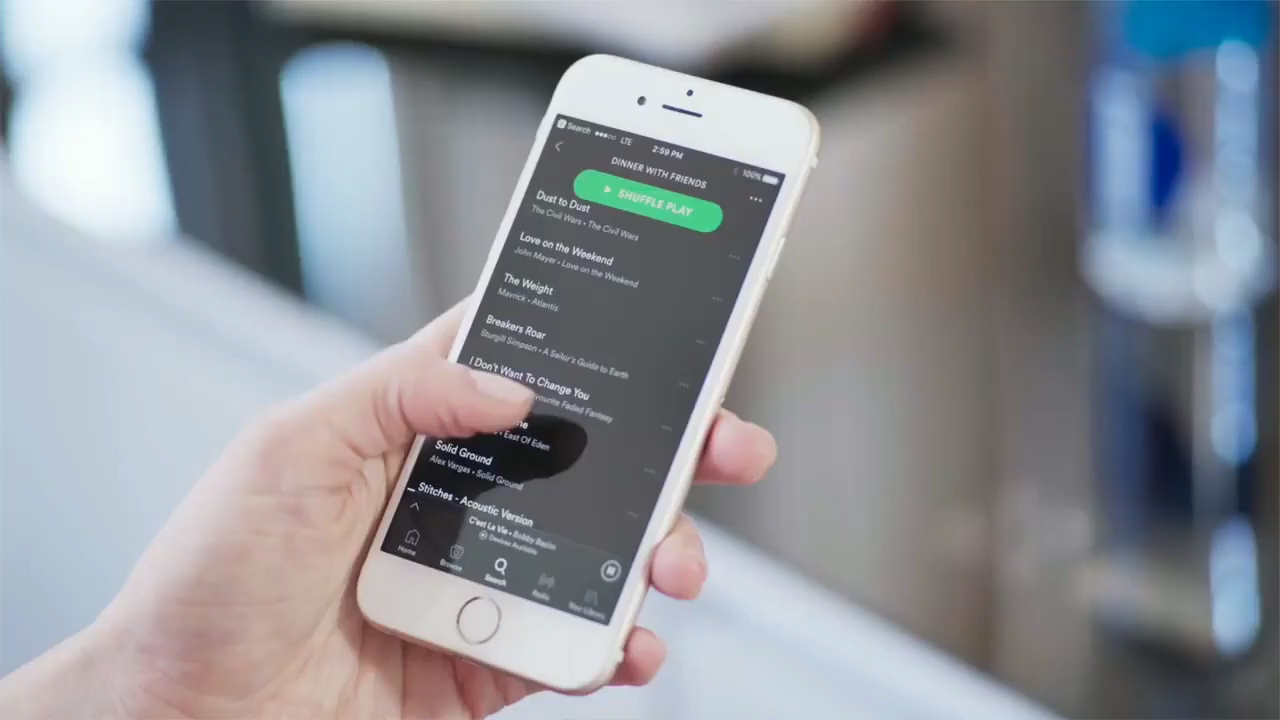 Search LTE 2:59 PM 100%
DINNER WITH FRIENDS
SHUFFLE PLAY
Dust to Dust
The Civil Wars • The Civil Wars
Love on the Weekend
John Mayer • Love on the Weekend
The Weight
Mavrick • Atlantis
Breakers Roar
Sturgill Simpson • A Sailor's Guide to Earth
I Don't Want To Change You
Faded Fantasy
East Of Eden
Solid Ground
Alex Vargas • Solid Ground
Stitches - Acoustic Version
C'est La Vie • Bobby Bazini
Devices Available
Home Browse Search Radio Your Library